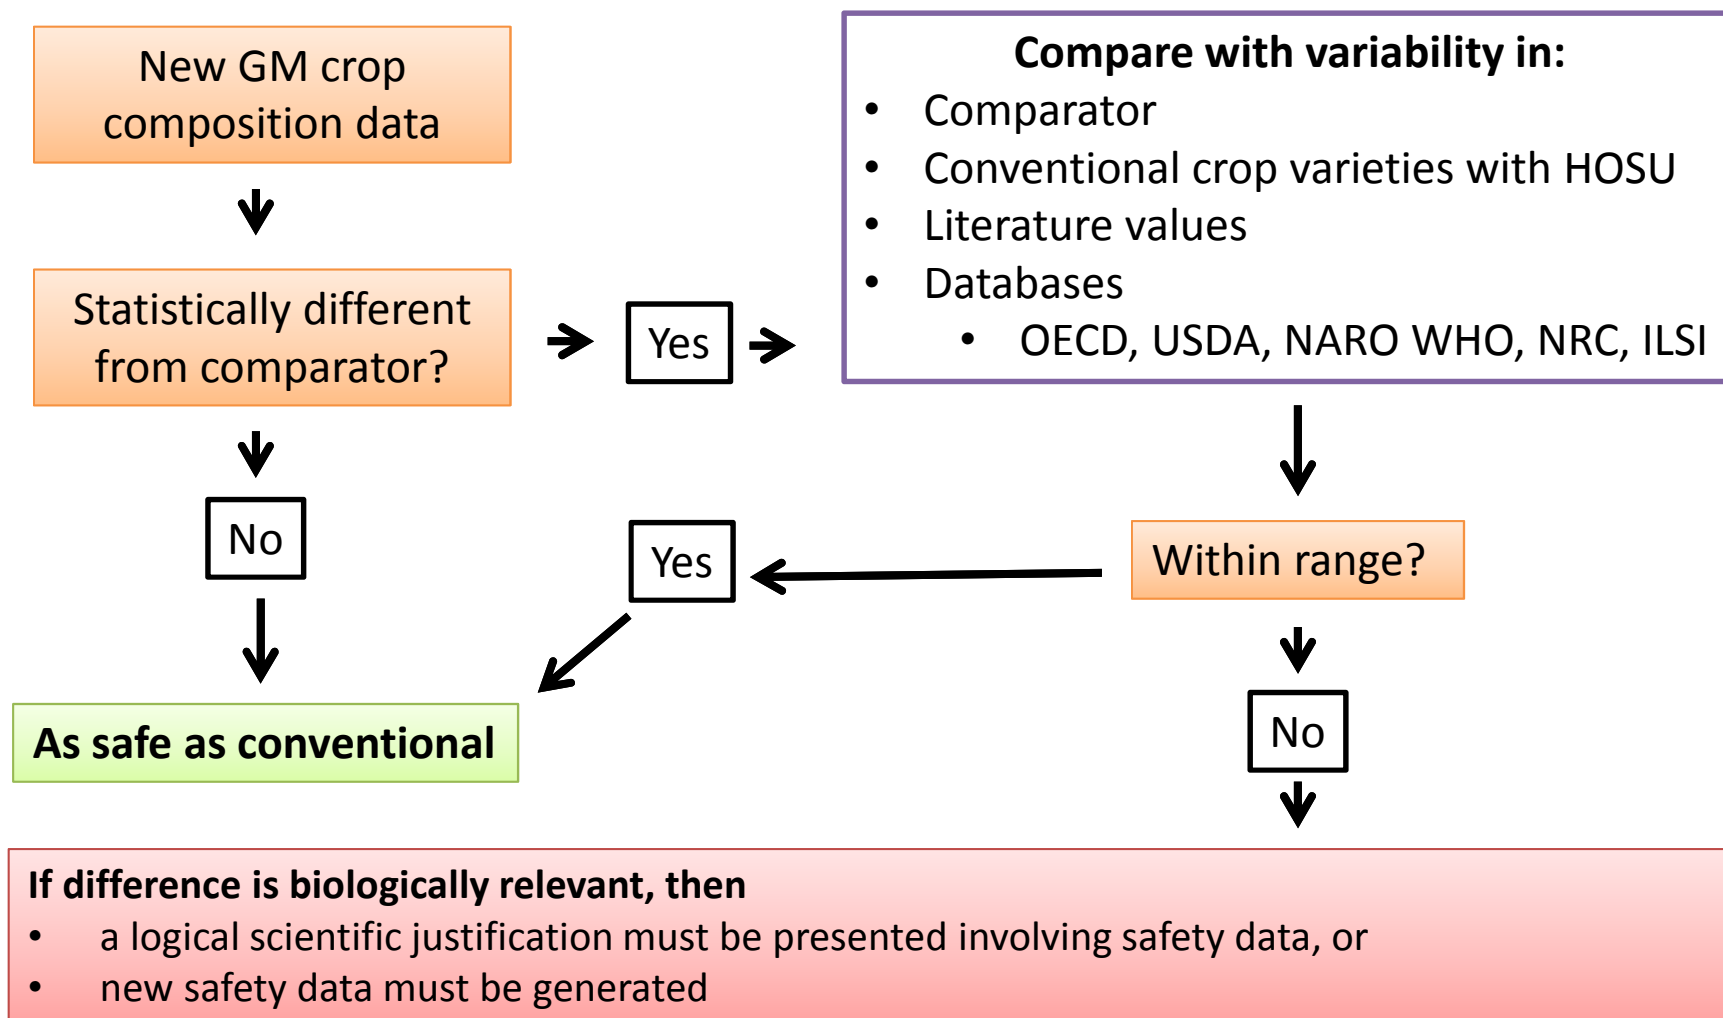 New GM crop
composition data
Compare with variability in:
• Comparator
• Conventional crop varieties with HOSU
• Literature values
• Databases
• OECD, USDA, NARO WHO, NRC, ILSI
Statistically different
from comparator?
Yes
No
Yes
Within range?
As safe as conventional
No
If difference is biologically relevant, then
• a logical scientific justification must be presented involving safety data, or
• new safety data must be generated